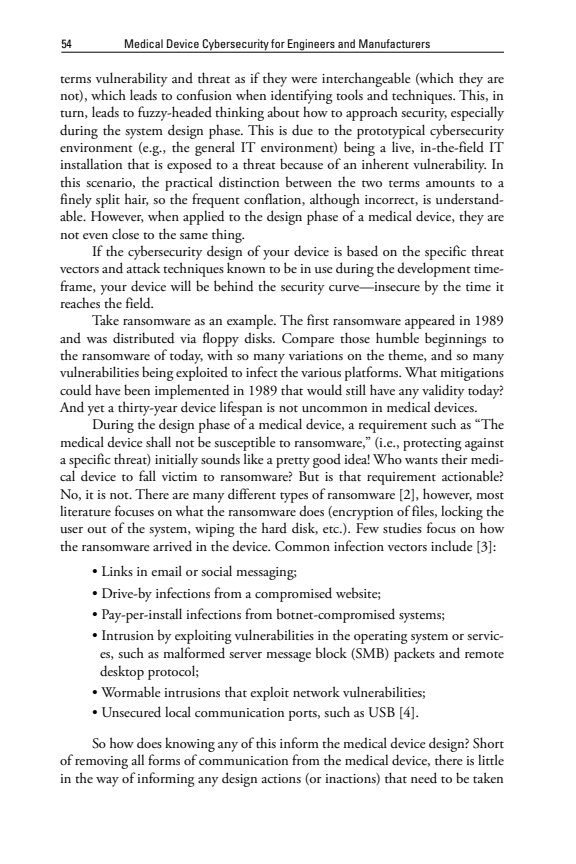 54 Medical Device Cybersecurity for Engineers and Manufacturers
terms vulnerability and threat as if they were interchangeable (which they are
not), which leads to confusion when identifying tools and techniques. This, in
turn, leads to fuzzy-headed thinking about how to approach security, especially
during the system design phase. This is due to the prototypical cybersecurity
environment (e.g., the general IT environment) being a live, in-the-field IT
installation that is exposed to a threat because of an inherent vulnerability. In
this scenario, the practical distinction between the two terms amounts to a
finely split hair, so the frequent conflation, although incorrect, is understand-
able. However, when applied to the design phase of a medical device, they are
not even close to the same thing.
If the cybersecurity design of your device is based on the specific threat
vectors and attack techniques known to be in use during the development time-
frame, your device will be behind the security curve—insecure by the time it
reaches the field.
Take ransomware as an example. The first ransomware appeared in 1989
and was distributed via floppy disks. Compare those humble beginnings to
the ransomware of today, with so many variations on the theme, and so many
vulnerabilities being exploited to infect the various platforms. What mitigations
could have been implemented in 1989 that would still have any validity today?
And yet a thirty-year device lifespan is not uncommon in medical devices.
During the design phase of a medical device, a requirement such as “The
medical device shall not be susceptible to ransomware,” (i.e., protecting against
a specific threat) initially sounds like a pretty good idea! Who wants their medi-
cal device to fall victim to ransomware? But is that requirement actionable?
No, it is not. There are many different types of ransomware [2], however, most
literature focuses on what the ransomware does (encryption of files, locking the
user out of the system, wiping the hard disk, etc.). Few studies focus on how
the ransomware arrived in the device. Common infection vectors include [3]:
• Links in email or social messaging;
• Drive-by infections from a compromised website;
• Pay-per-install infections from botnet-compromised systems;
• Intrusion by exploiting vulnerabilities in the operating system or servic-
es, such as malformed server message block (SMB) packets and remote
desktop protocol;
• Wormable intrusions that exploit network vulnerabilities;
• Unsecured local communication ports, such as USB [4].
So how does knowing any of this inform the medical device design? Short
of removing all forms of communication from the medical device, there is little
in the way of informing any design actions (or inactions) that need to be taken